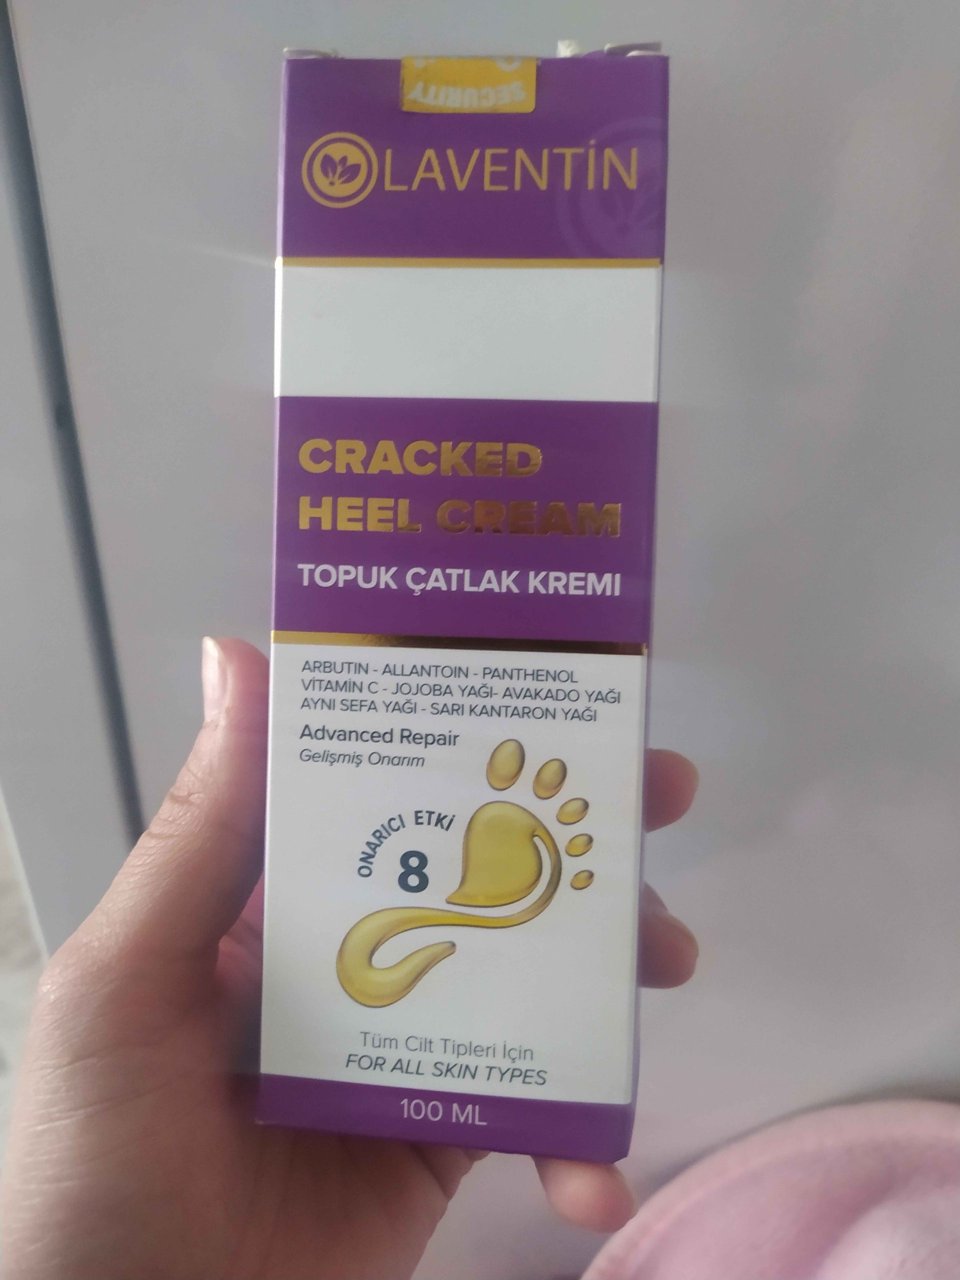 SECURITY
LAVENTİN
CRACKED
HEEL CREAM
TOPUK ÇATLAK KREMI
ARBUTIN - ALLANTOIN - PANTHENOL
VİTAMİN C - JOJOBA YAĞI- AVAKADO YAĞI
AYNI SEFA YAĞI - SARI KANTARON YAĞI
Advanced Repair
Gelişmiş Onarım
ONARICI ETKİ
8
Tüm Cilt Tipleri İçin
FOR ALL SKIN TYPES
100 ML